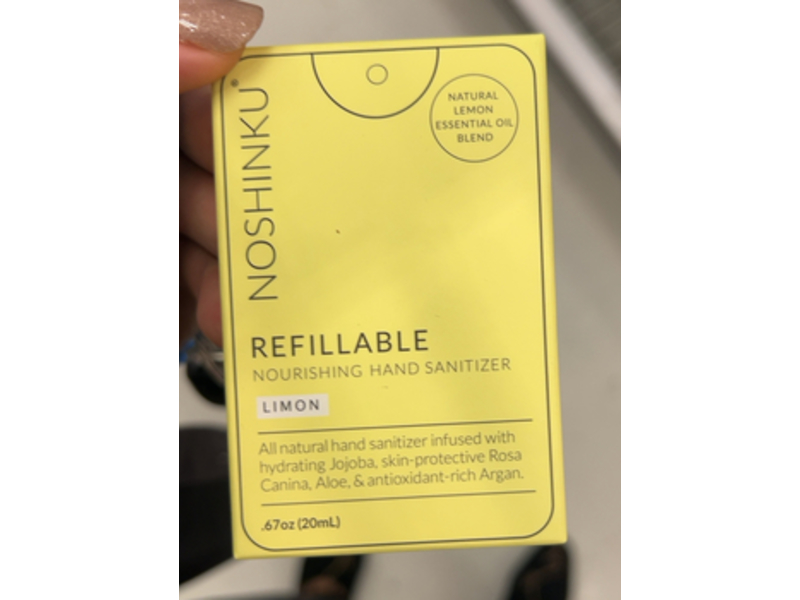 NOSHINKU®
NATURAL
LEMON
ESSENTIAL OIL
BLEND
REFILLABLE
NOURISHING HAND SANITIZER
LIMON
All natural hand sanitizer infused with
hydrating Jojoba, skin-protective Rosa
Canina, Aloe, & antioxidant-rich Argan.
.67oz (20mL)